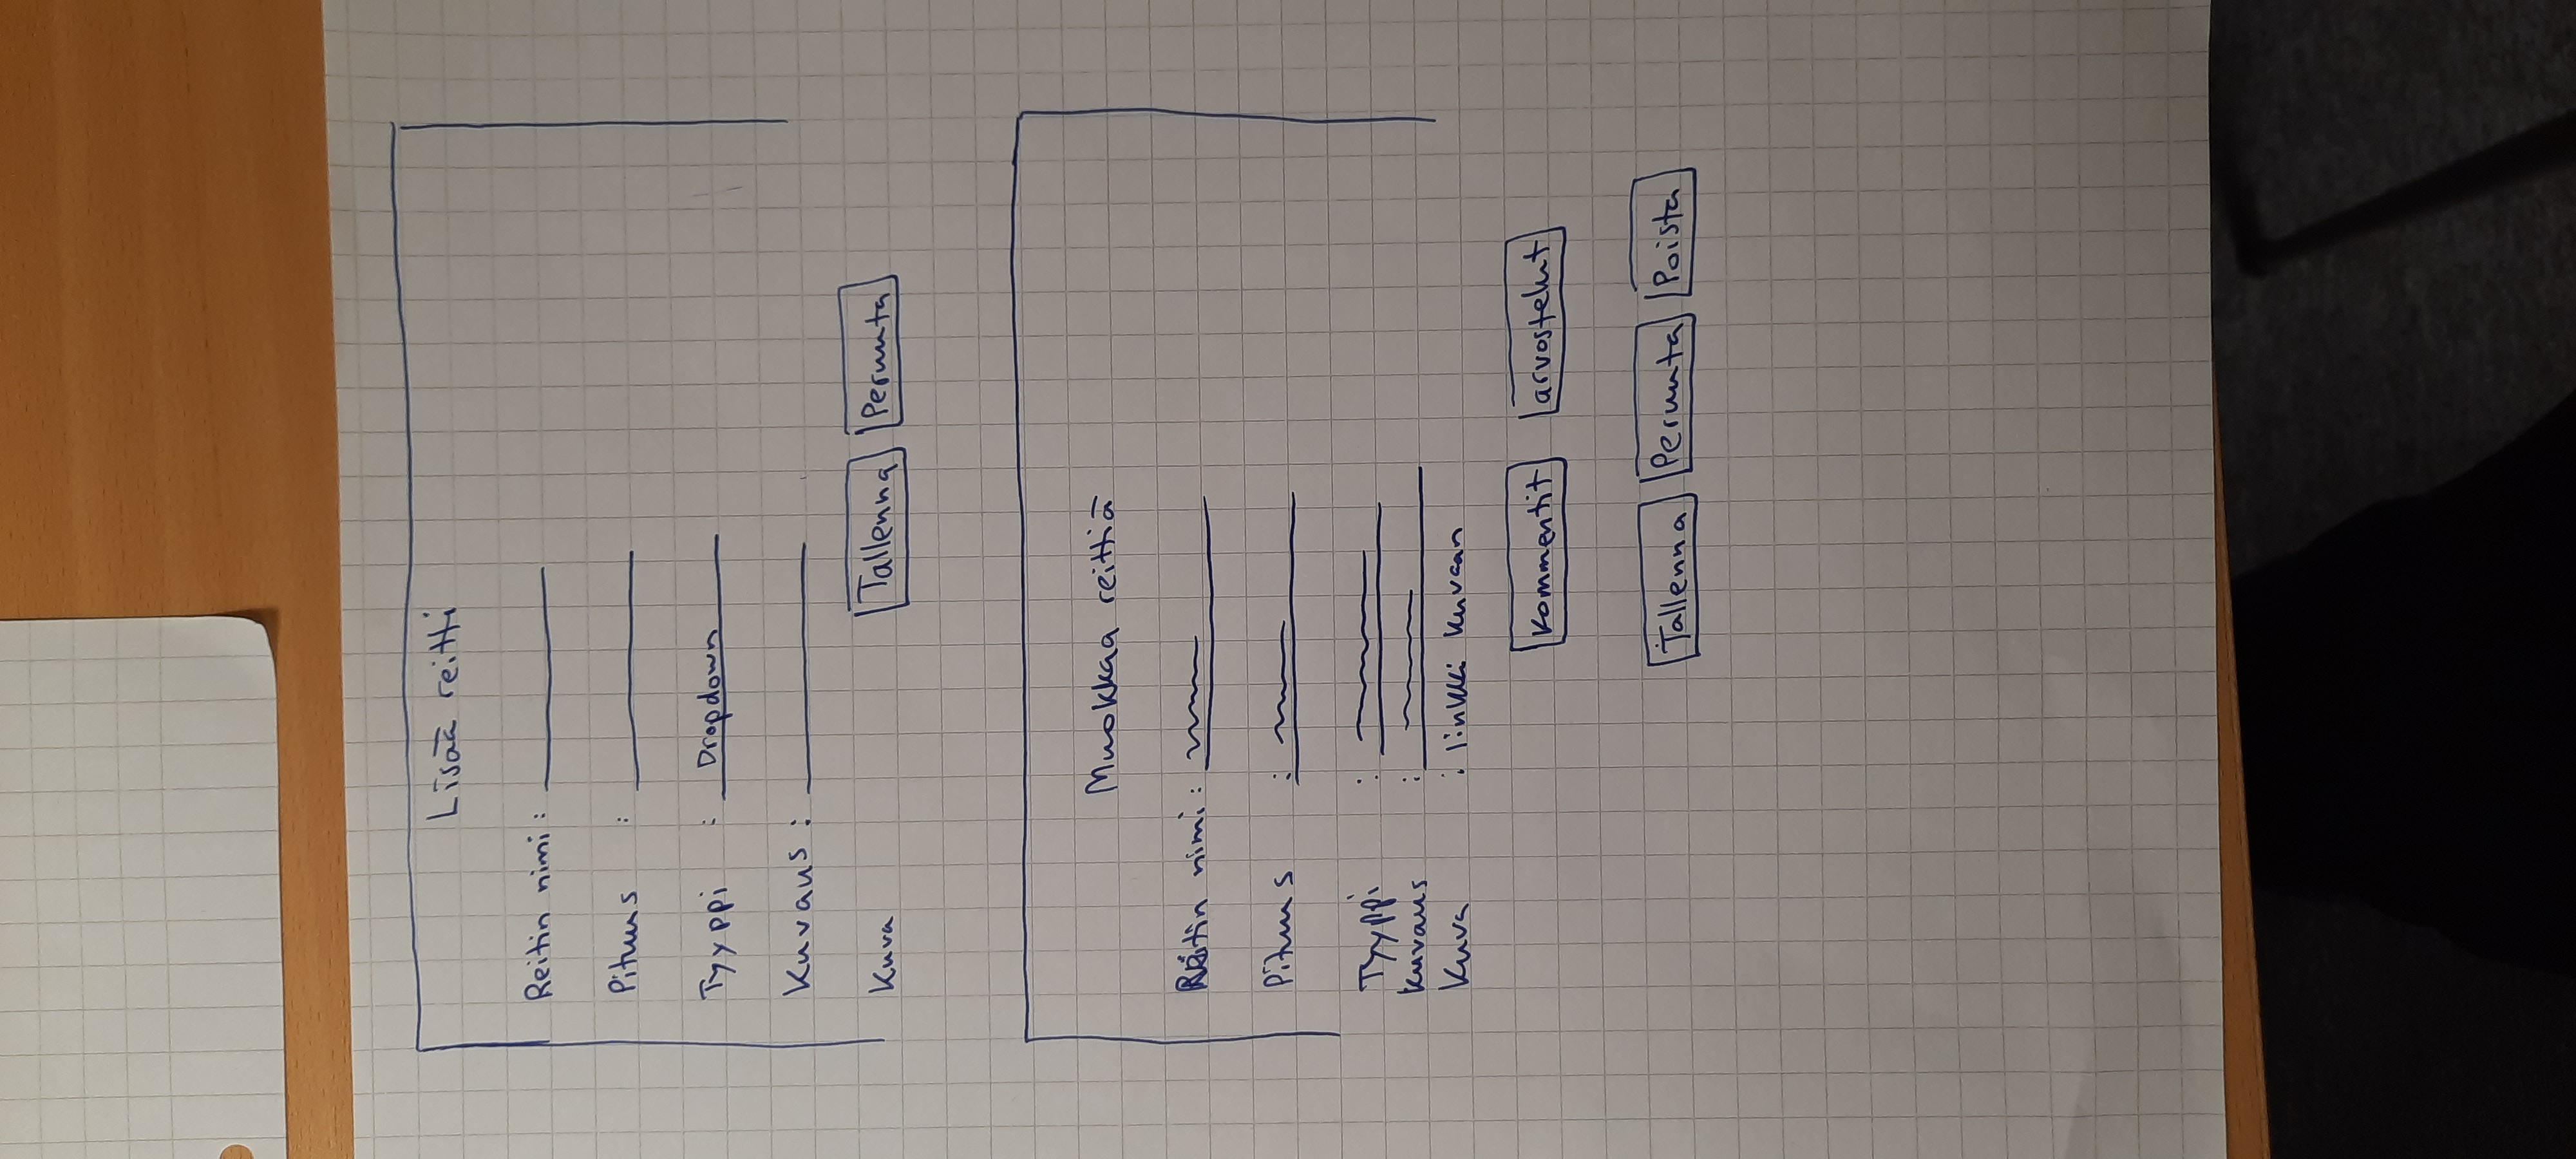 Lisää reitti
Reitin nimi :
Pituus :
Tyyppi : Dropdown
Kuvaus :
Kuva Tallenna Peruuta
Muokkaa reittiä
Reitin nimi :
Pituus :
Tyyppi :
Kuvaus :
Kuva : linkki kuvaan
Kommentit arvostelut
Tallenna Peruuta Poista